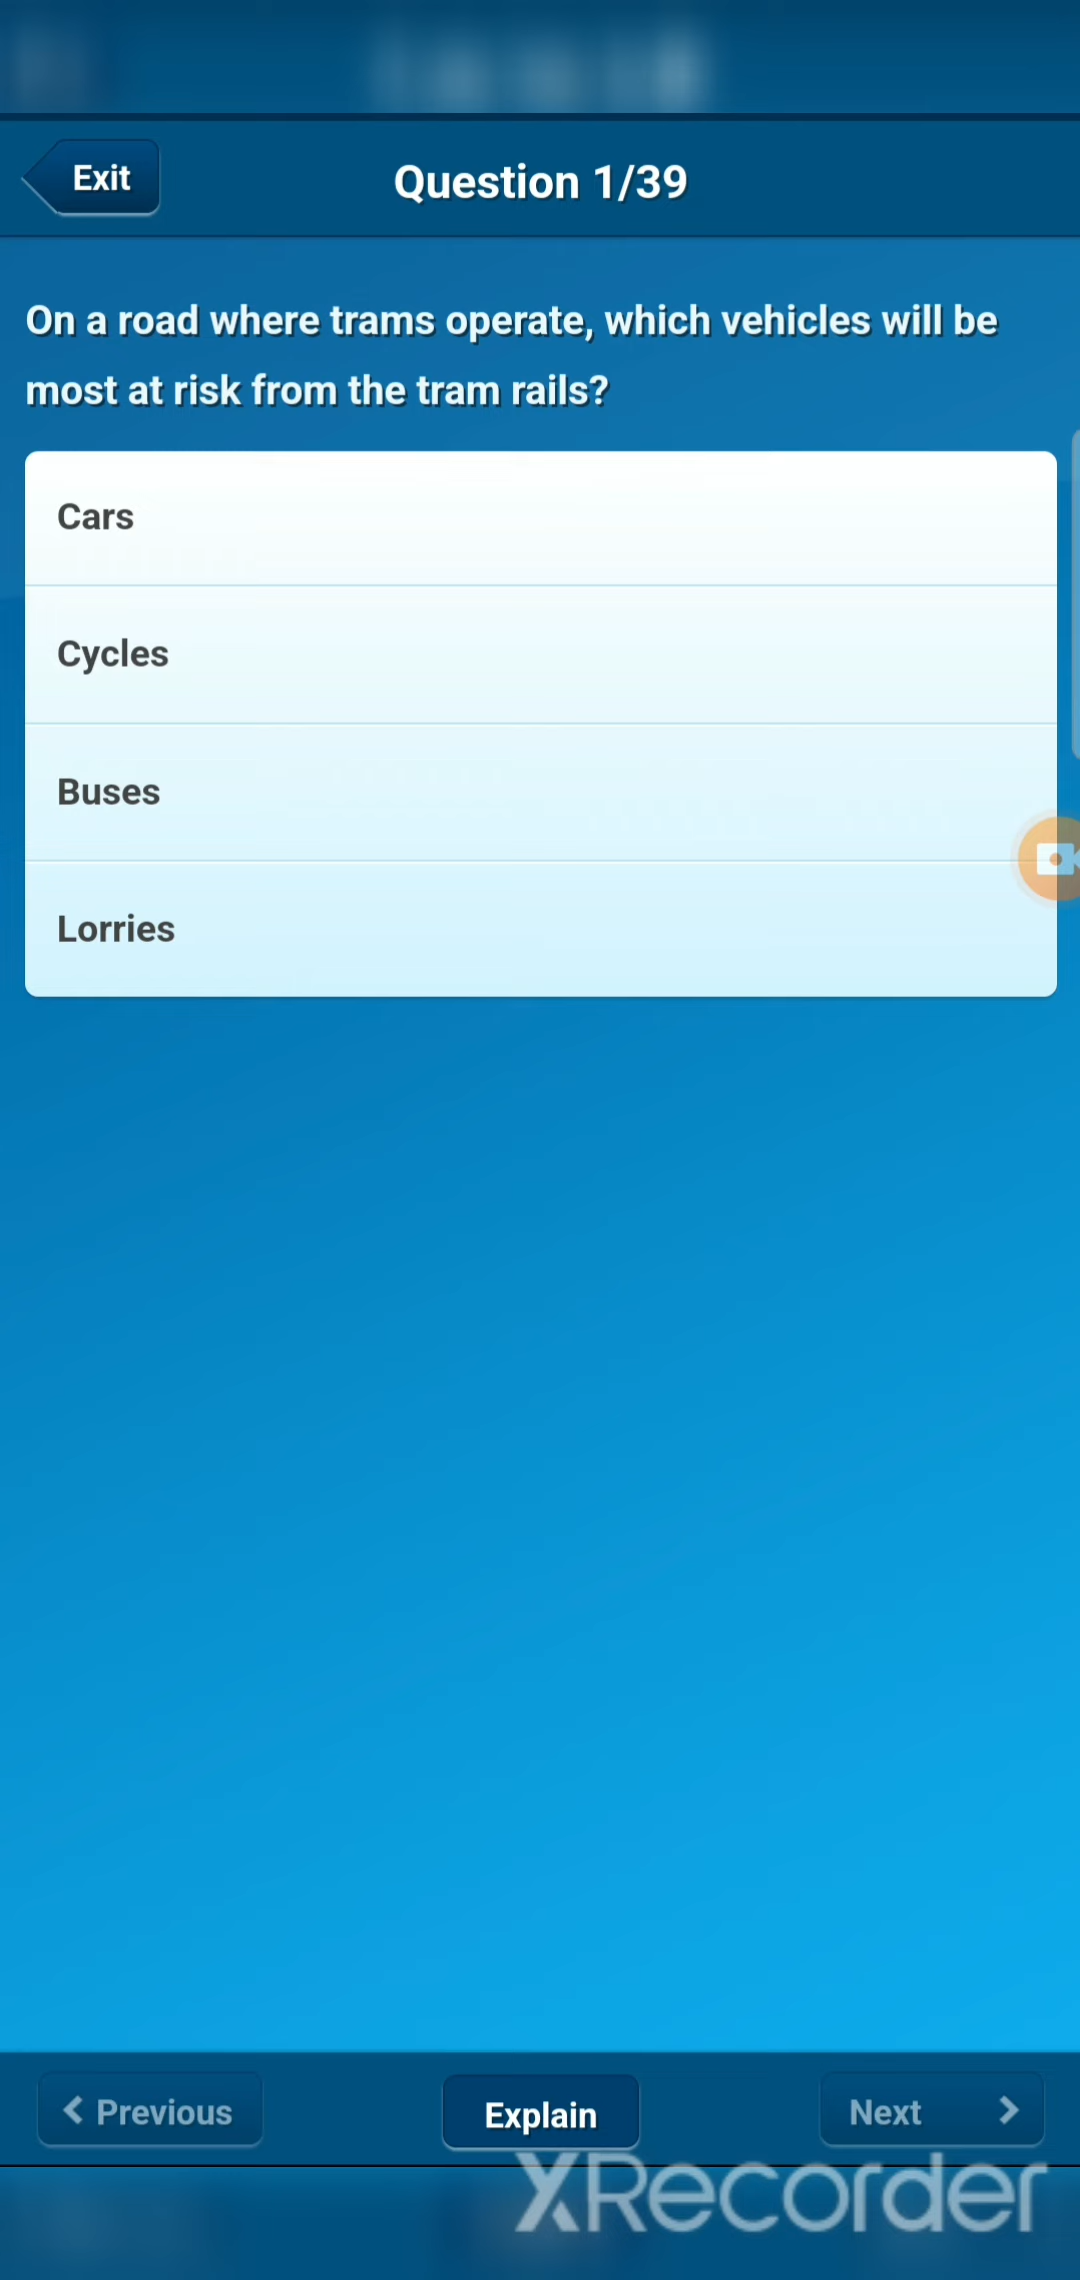 Exit
Question 1/39
On a road where trams operate, which vehicles will be
most at risk from the tram rails?
Cars
Cycles
Buses
Lorries
Previous
Explain
Next
XRecorder